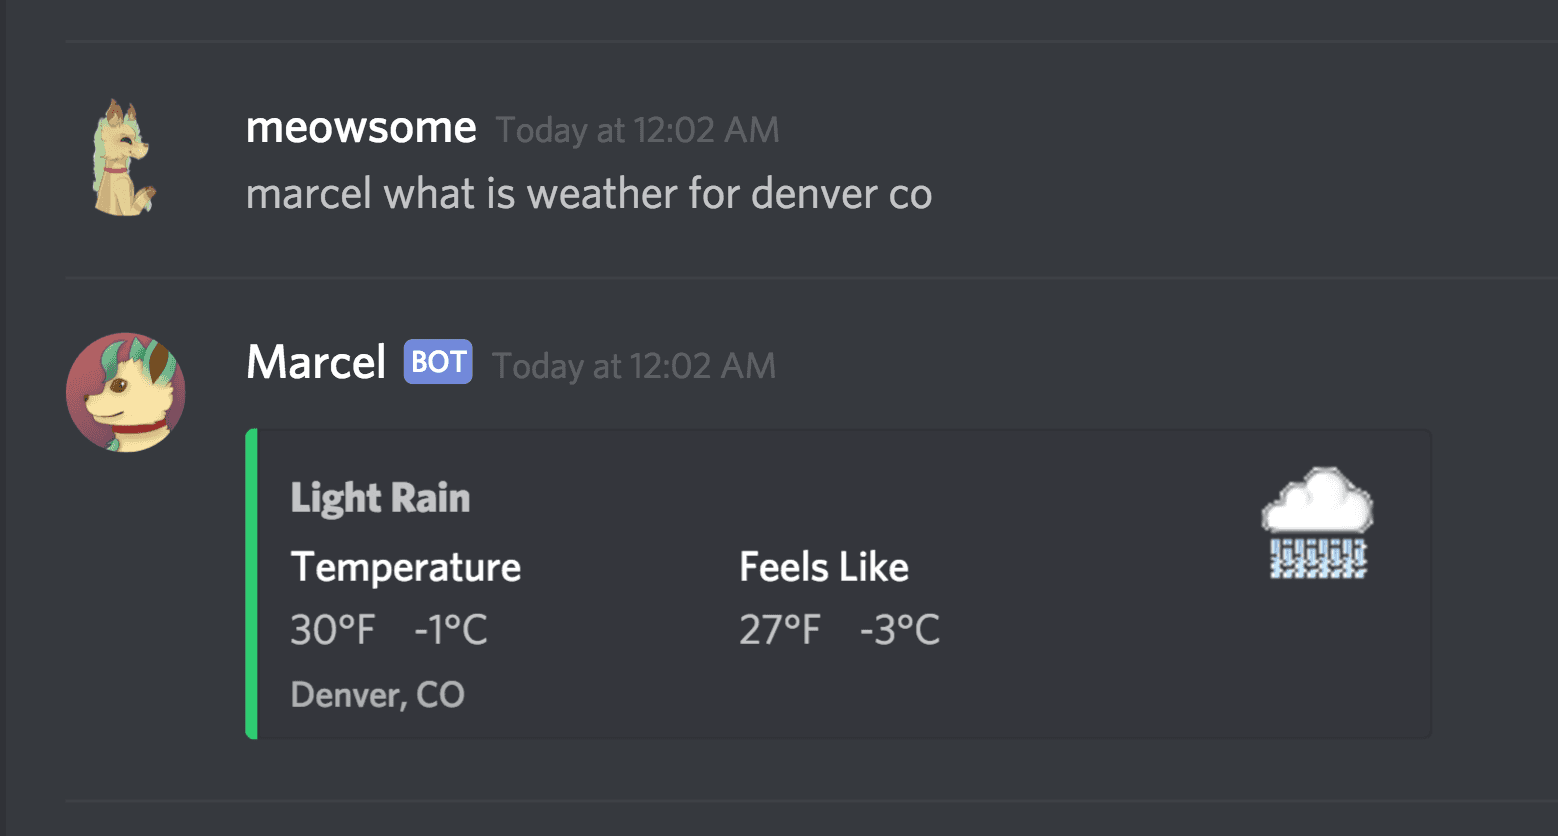 meowsome Today at 12:02 AM
marcel what is weather for denver co
Marcel BOT Today at 12:02 AM
Light Rain
Temperature Feels Like
30°F -1°C 27°F -3°C
Denver, CO